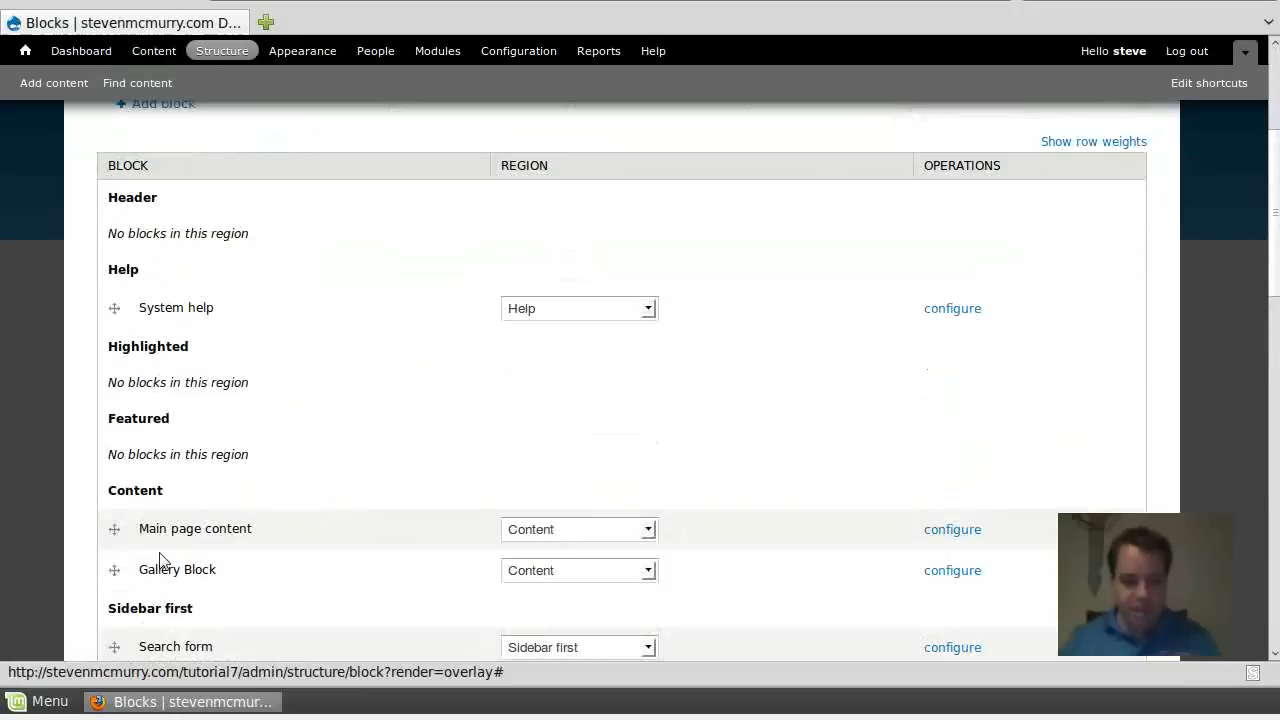 Blocks | stevenmcmurry.com D...
Dashboard Content Structure Appearance People Modules Configuration Reports Help Hello steve Log out
Add content Find content Edit shortcuts
Add block
Show row weights
BLOCK REGION OPERATIONS
Header
No blocks in this region
Help
System help Help configure
Highlighted
No blocks in this region
Featured
No blocks in this region
Content
Main page content Content configure
Gallery Block Content configure
Sidebar first
Search form Sidebar first configure
http://stevenmcmurry.com/tutorial7/admin/structure/block?render=overlay#
Menu Blocks | stevenmcmur...